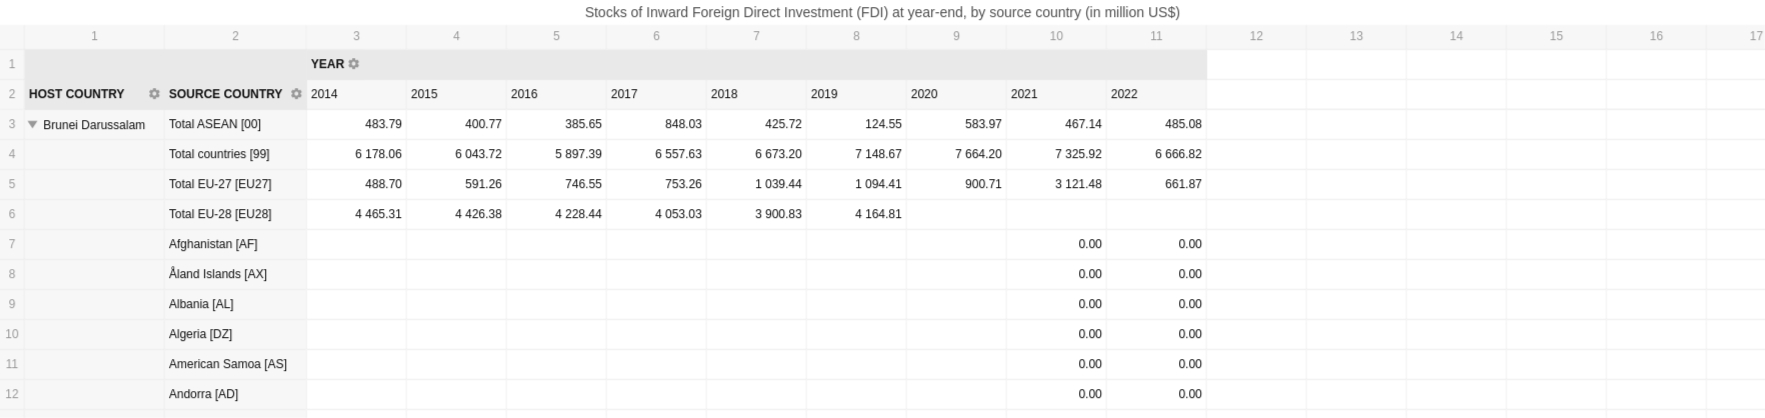 Stocks of Inward Foreign Direct Investment (FDI) at year-end, by source country (in million US$)
1 2 3 4 5 6 7 8 9 10 11 12 13 14 15 16 17
1 YEAR
2 HOST COUNTRY SOURCE COUNTRY 2014 2015 2016 2017 2018 2019 2020 2021 2022
3 Brunei Darussalam Total ASEAN [00] 483.79 400.77 385.65 848.03 425.72 124.55 583.97 467.14 485.08
4 Total countries [99] 6 178.06 6 043.72 5 897.39 6 557.63 6 673.20 7 148.67 7 664.20 7 325.92 6 666.82
5 Total EU-27 [EU27] 488.70 591.26 746.55 753.26 1 039.44 1 094.41 900.71 3 121.48 661.87
6 Total EU-28 [EU28] 4 465.31 4 426.38 4 228.44 4 053.03 3 900.83 4 164.81
7 Afghanistan [AF] 0.00 0.00
8 Åland Islands [AX] 0.00 0.00
9 Albania [AL] 0.00 0.00
10 Algeria [DZ] 0.00 0.00
11 American Samoa [AS] 0.00 0.00
12 Andorra [AD] 0.00 0.00